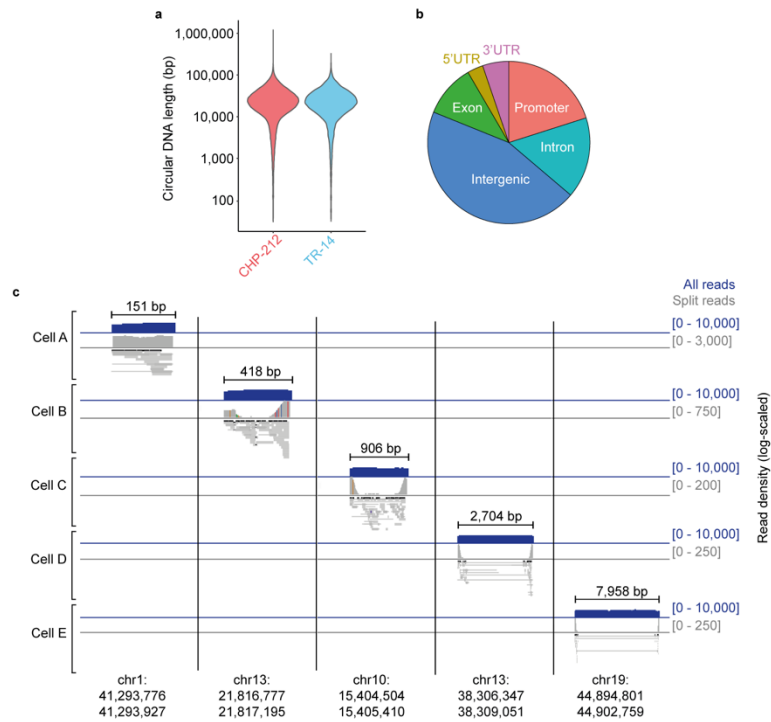 a
1,000,000
100,000
10,000
1,000
100
Circular DNA length (bp)
CHP-212
TR-14
b
5'UTR
3'UTR
Exon
Promoter
Intron
Intergenic
c
All reads
Split reads
151 bp
Cell A
[0 - 10,000]
[0 - 3,000]
418 bp
Cell B
[0 - 10,000]
[0 - 750]
906 bp
Cell C
[0 - 10,000]
[0 - 200]
2,704 bp
Cell D
[0 - 10,000]
[0 - 250]
7,958 bp
Cell E
[0 - 10,000]
[0 - 250]
Read density (log-scaled)
chr1: chr13: chr10: chr13: chr19:
41,293,776 21,816,777 15,404,504 38,306,347 44,894,801
41,293,927 21,817,195 15,405,410 38,309,051 44,902,759